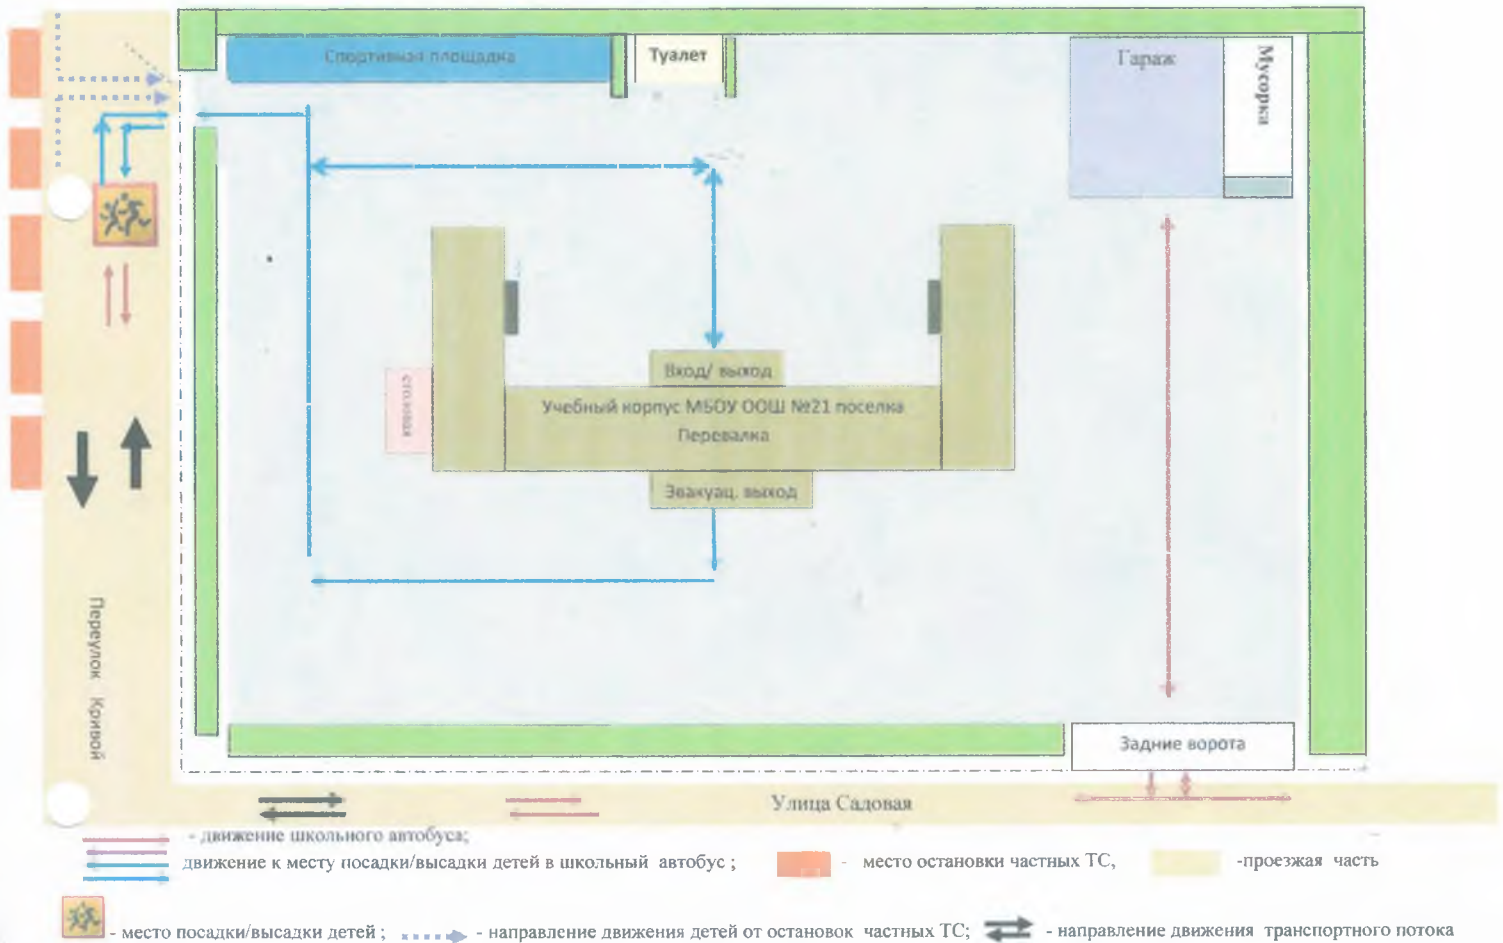 Спортивная площадка
Туалет
Гараж
Мусорка
Вход/ выход
столовая
Учебный корпус МБОУ ООШ №21 поселка
Перевалка
Эвакуац. выход
Переулок Кривой
Задние ворота
Улица Садовая
- движение школьного автобуса;
движение к месту посадки/высадки детей в школьный автобус ;
- место остановки частных ТС,
-проезжая часть
- место посадки/высадки детей ;
- направление движения детей от остановок частных ТС;
- направление движения транспортного потока